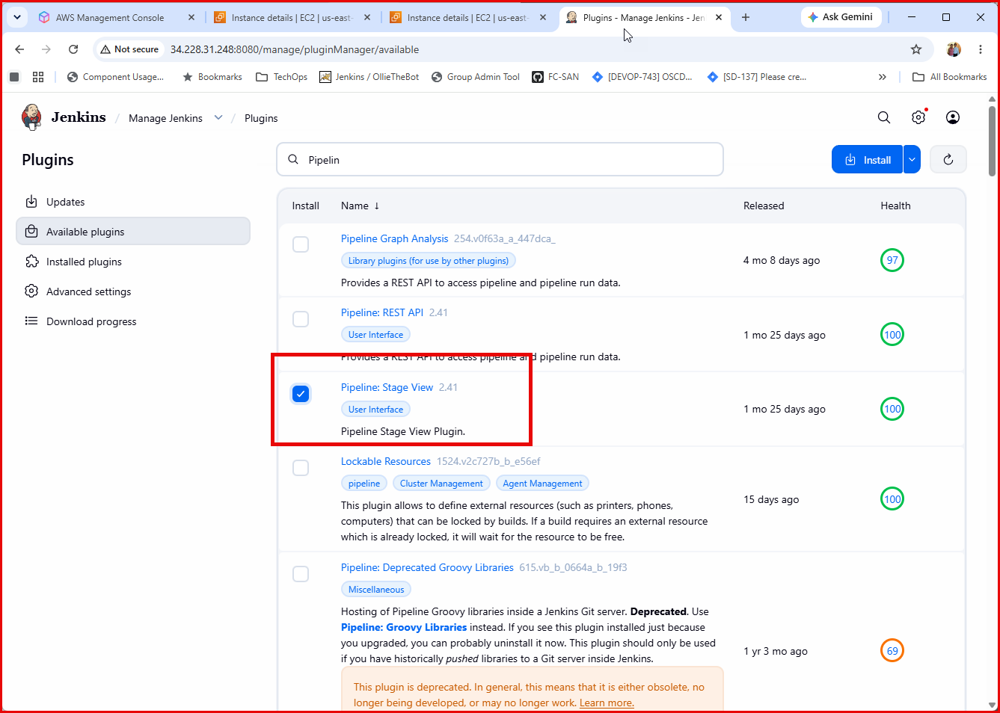 AWS Management Console
Instance details | EC2 | us-east-
Instance details | EC2 | us-east-
Plugins - Manage Jenkins - Jen
Ask Gemini
Not secure
34.228.31.248:8080/manage/pluginManager/available
Component Usage...
Bookmarks
TechOps
Jenkins / OllieTheBot
Group Admin Tool
FC-SAN
[DEVOP-743] OSCD...
[SD-137] Please cre...
All Bookmarks
Jenkins / Manage Jenkins / Plugins
Plugins
Pipelin
Install
Updates
Available plugins
Installed plugins
Advanced settings
Download progress
Install Name ↓ Released Health
Pipeline Graph Analysis 254.v0f63a_a_447dca_
Library plugins (for use by other plugins)
Provides a REST API to access pipeline and pipeline run data.
4 mo 8 days ago
97
Pipeline: REST API 2.41
User Interface
Provides a REST API to access pipeline and pipeline run data.
1 mo 25 days ago
100
Pipeline: Stage View 2.41
User Interface
Pipeline Stage View Plugin.
1 mo 25 days ago
100
Lockable Resources 1524.v2c727b_b_e56ef
pipeline Cluster Management Agent Management
This plugin allows to define external resources (such as printers, phones,
computers) that can be locked by builds. If a build requires an external resource
which is already locked, it will wait for the resource to be free.
15 days ago
100
Pipeline: Deprecated Groovy Libraries 615.vb_b_0664a_b_19f3
Miscellaneous
Hosting of Pipeline Groovy libraries inside a Jenkins Git server. Deprecated. Use
Pipeline: Groovy Libraries instead. If you see this plugin installed just because
you upgraded, you can probably uninstall it now. This plugin should only be used
if you have historically pushed libraries to a Git server inside Jenkins.
1 yr 3 mo ago
69
This plugin is deprecated. In general, this means that it is either obsolete, no
longer being developed, or may no longer work. Learn more.